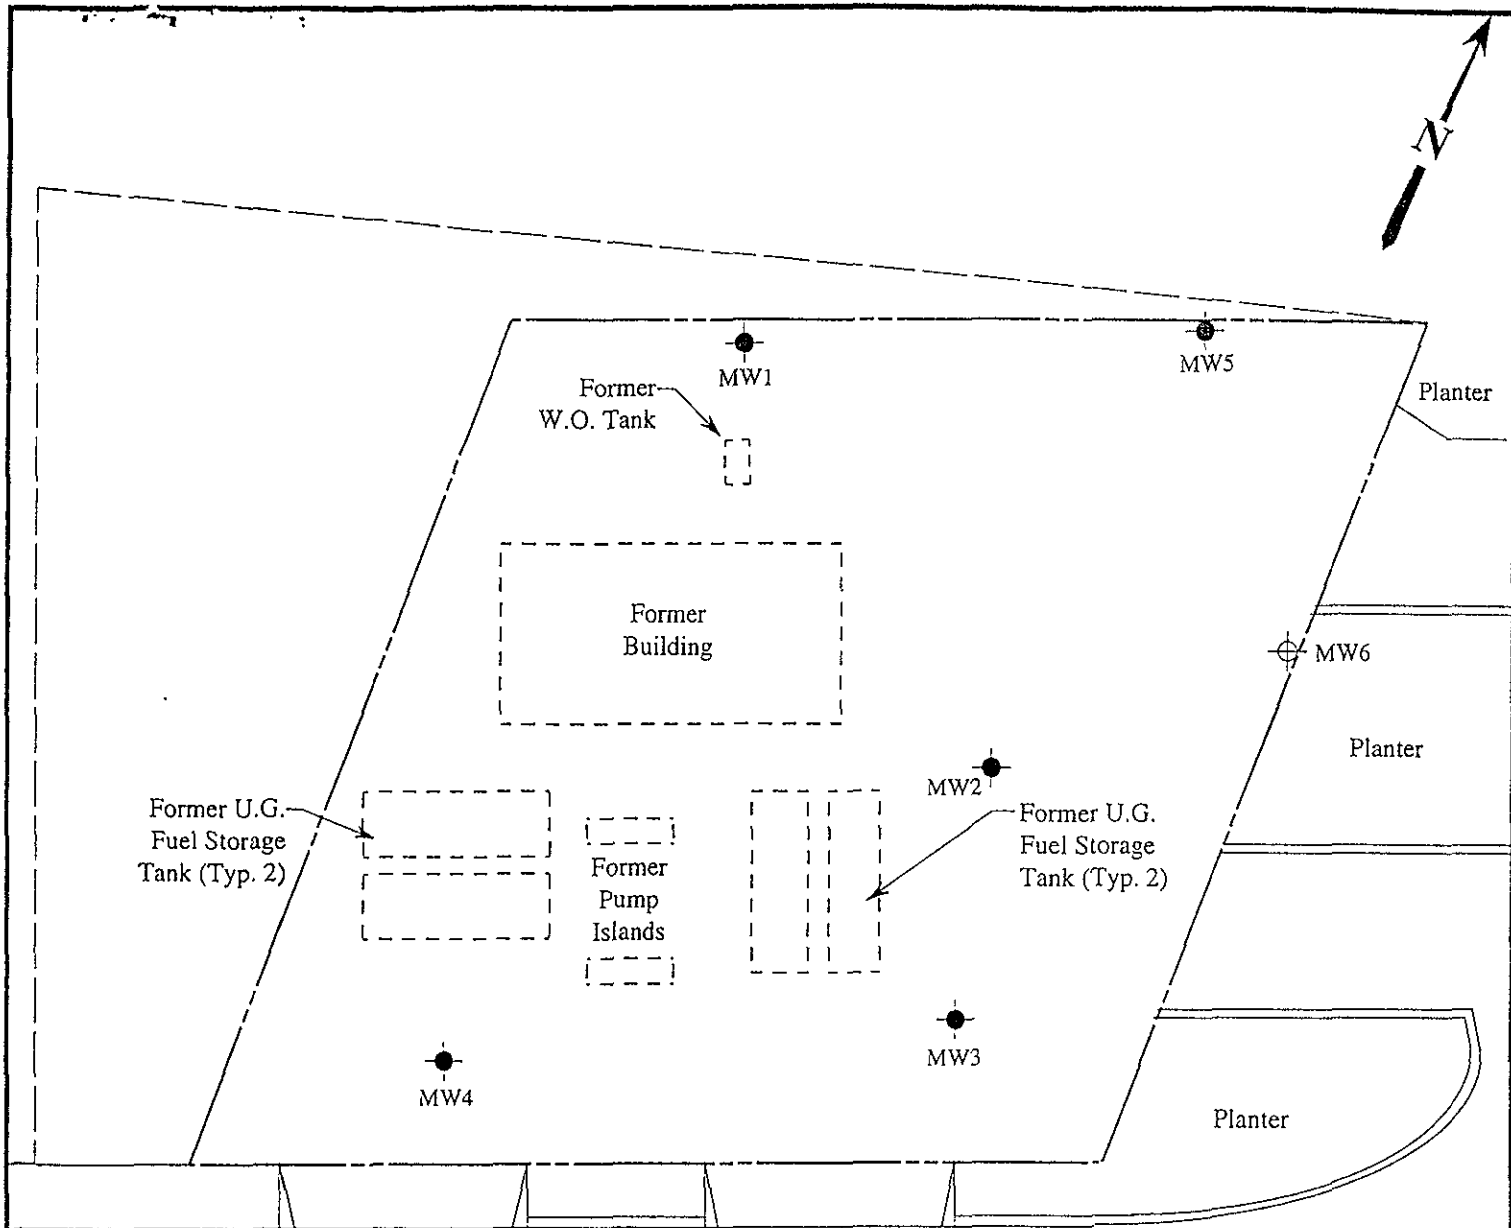 N
MW1
MW5
Former
W.O. Tank
Planter
Former
Building
MW6
Planter
MW2
Former U.G.
Fuel Storage
Tank (Typ. 2)
Former
Pump
Islands
Former U.G.
Fuel Storage
Tank (Typ. 2)
MW3
MW4
Planter